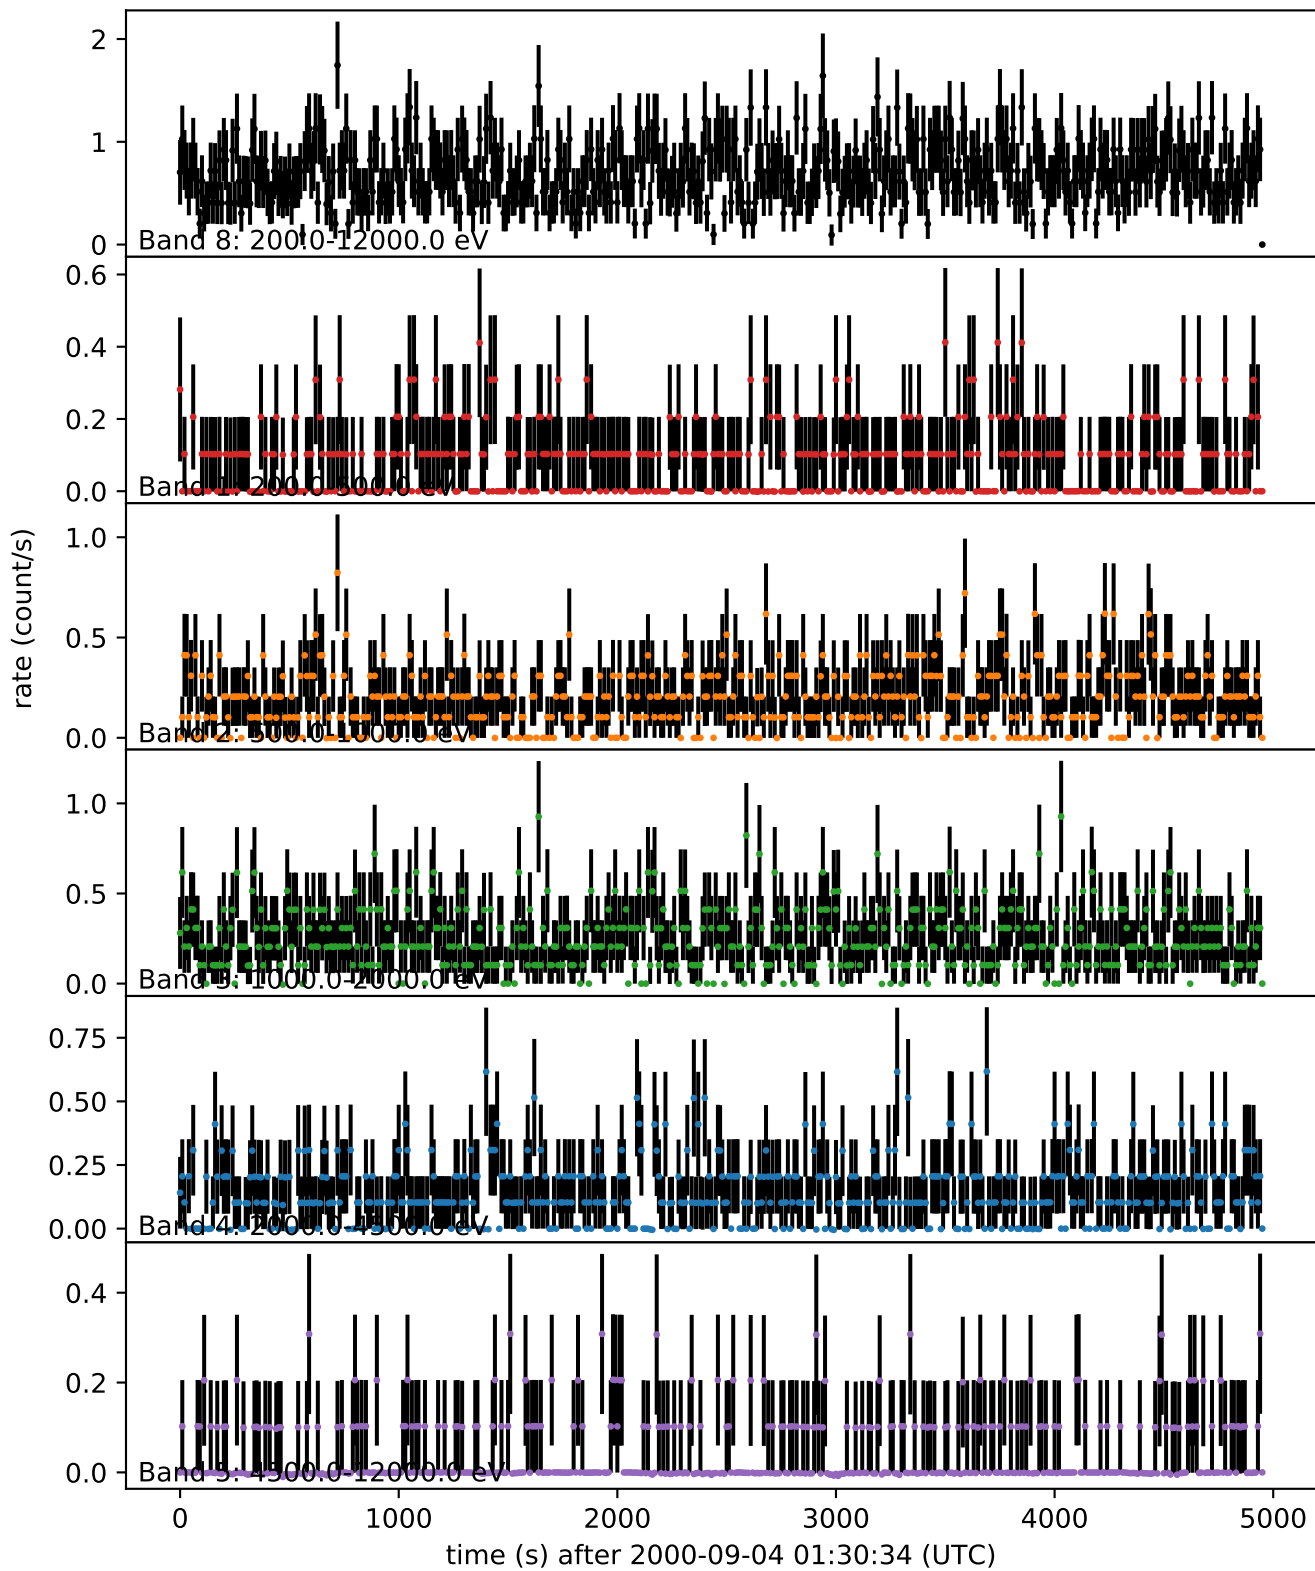 2
1
0
Band 8: 200.0-12000.0 eV
0.6
0.4
0.2
0.0
Band 1: 200.0-500.0 eV
1.0
0.5
0.0
Band 2: 500.0-1000.0 eV
rate (count/s)
1.0
0.5
0.0
Band 3: 1000.0-2000.0 eV
0.75
0.50
0.25
0.00
Band 4: 2000.0-4500.0 eV
0.4
0.2
0.0
Band 5: 4500.0-12000.0 eV
0 1000 2000 3000 4000 5000
time (s) after 2000-09-04 01:30:34 (UTC)